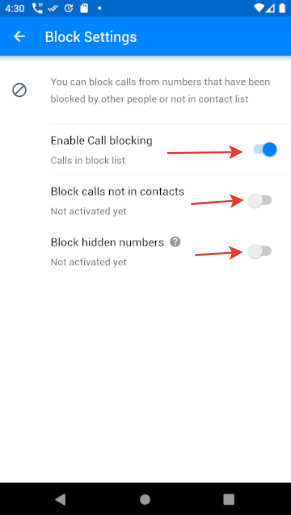 4:30
Block Settings
You can block calls from numbers that have been
blocked by other people or not in contact list
Enable Call blocking
Calls in block list
Block calls not in contacts
Not activated yet
Block hidden numbers ?
Not activated yet